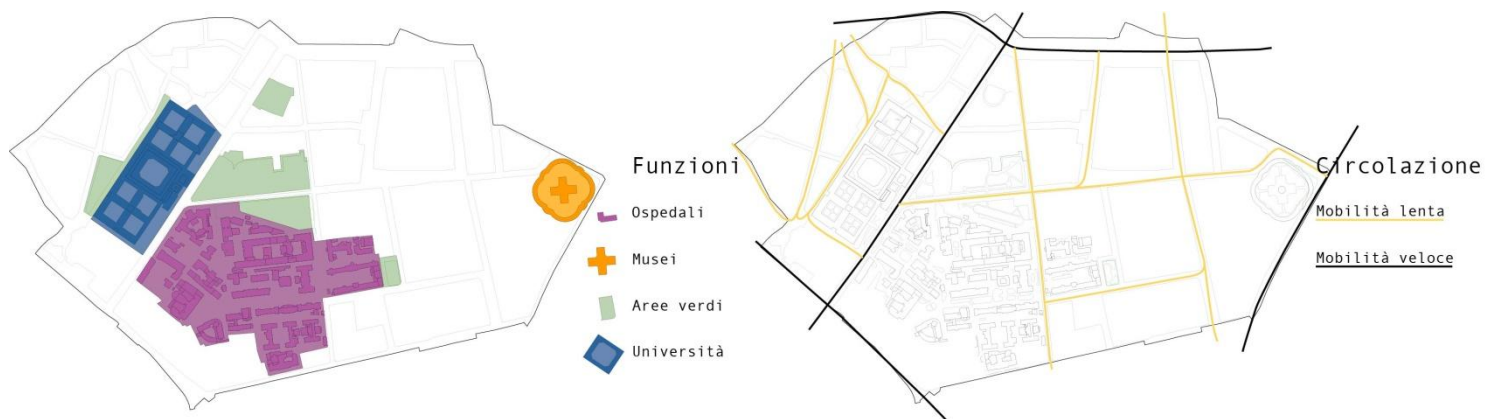 Funzioni
Ospedali
Musei
Aree verdi
Università
Circolazione
Mobilità lenta
Mobilità veloce